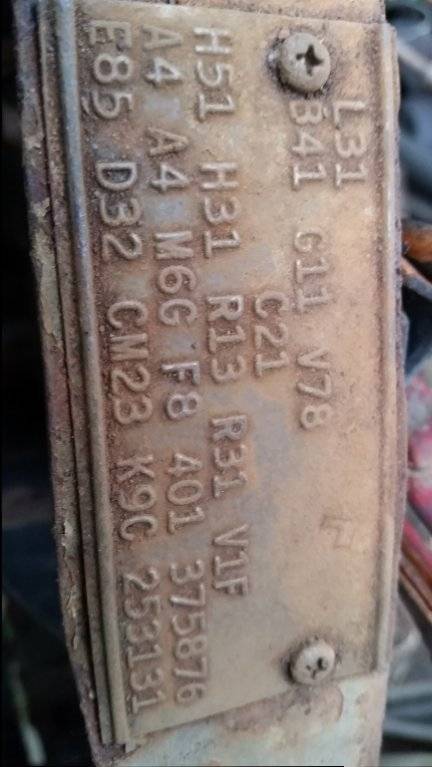 L31
B41 G11 V78
C21
H51 H31 R13 R31 V1F
A4 A4 M6G F8 401 375876
E85 D32 CM23 K9C 253131